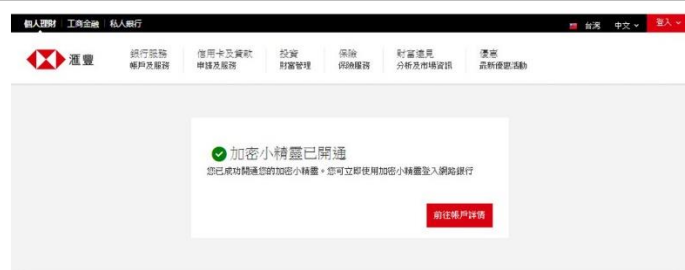 個人理財 工商金融 私人銀行 台灣 中文 登入
滙豐
銀行服務 信用卡及貸款 投資 保險 財富遠見 優惠
帳戶及服務 申請及服務 財富管理 保險服務 分析及市場資訊 最新優惠活動
加密小精靈已開通
您已成功開通您的加密小精靈。您可立即使用加密小精靈登入網路銀行
前往帳戶詳情